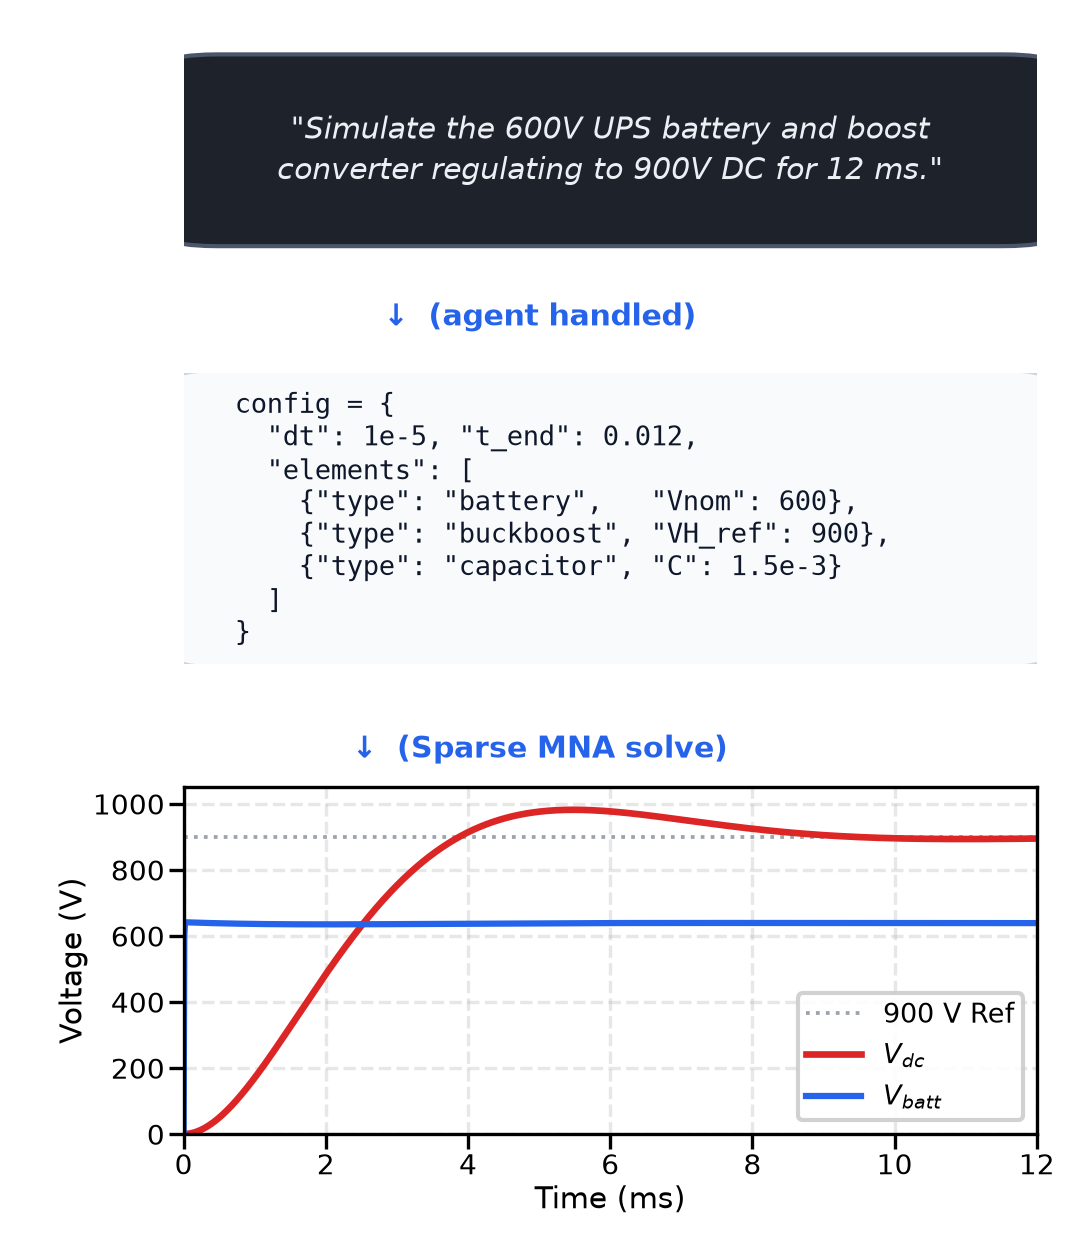 "Simulate the 600V UPS battery and boost
converter regulating to 900V DC for 12 ms."
↓ (agent handled)
config = {
  "dt": 1e-5, "t_end": 0.012,
  "elements": [
    {"type": "battery",    "Vnom": 600},
    {"type": "buckboost", "VH_ref": 900},
    {"type": "capacitor", "C": 1.5e-3}
  ]
}
↓ (Sparse MNA solve)
1000
800
600
400
200
0
Voltage (V)
900 V Ref
V_dc
V_batt
0 2 4 6 8 10 12
Time (ms)